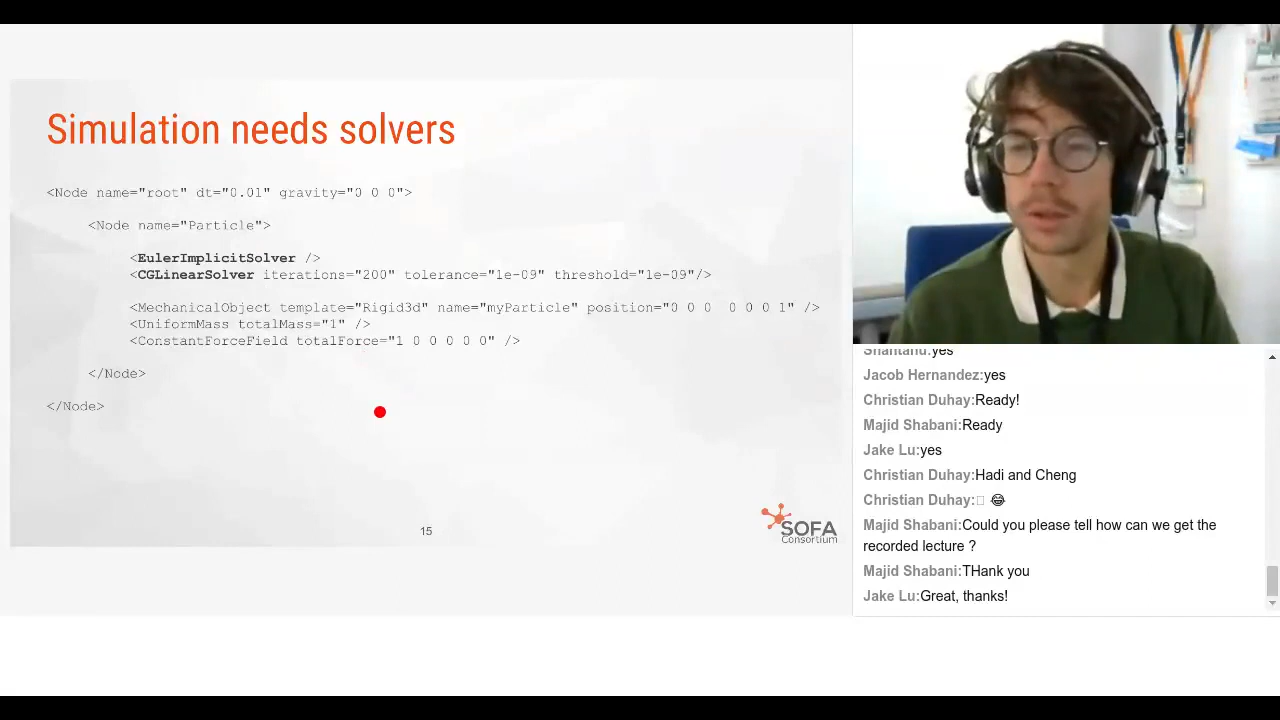 Simulation needs solvers
<Node name="root" dt="0.01" gravity="0 0 0">
<Node name="Particle">
<EulerImplicitSolver />
<CGLinearSolver iterations="200" tolerance="1e-09" threshold="1e-09"/>
<MechanicalObject template="Rigid3d" name="myParticle" position="0 0 0  0 0 0 1" />
<UniformMass totalMass="1" />
<ConstantForceField totalForce="1 0 0 0 0 0" />
</Node>
</Node>
15
SOFA
Consortium
Shantanu:yes
Jacob Hernandez:yes
Christian Duhay:Ready!
Majid Shabani:Ready
Jake Lu:yes
Christian Duhay:Hadi and Cheng
Christian Duhay:▯ 😂
Majid Shabani:Could you please tell how can we get the
recorded lecture ?
Majid Shabani:THank you
Jake Lu:Great, thanks!